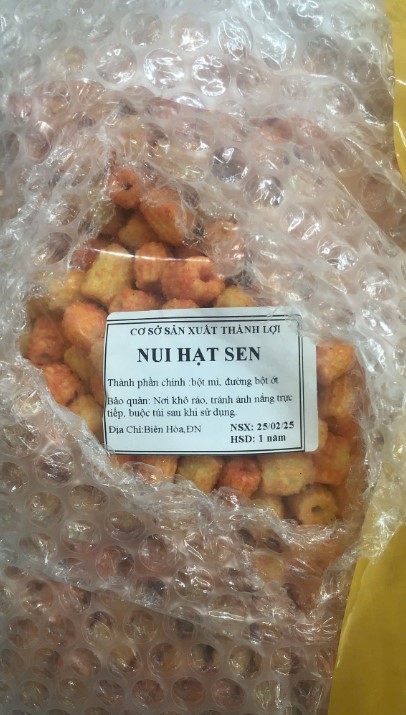 CƠ SỞ SẢN XUẤT THÀNH LỢI
NUI HẠT SEN
Thành phần chính :bột mì, đường bột ớt
Bảo quản: Nơi khô ráo, tránh ánh nắng trực
tiếp, buộc túi sau khi sử dụng.
Địa Chỉ:Biên Hòa,ĐN
NSX: 25/02/25
HSD: 1 năm